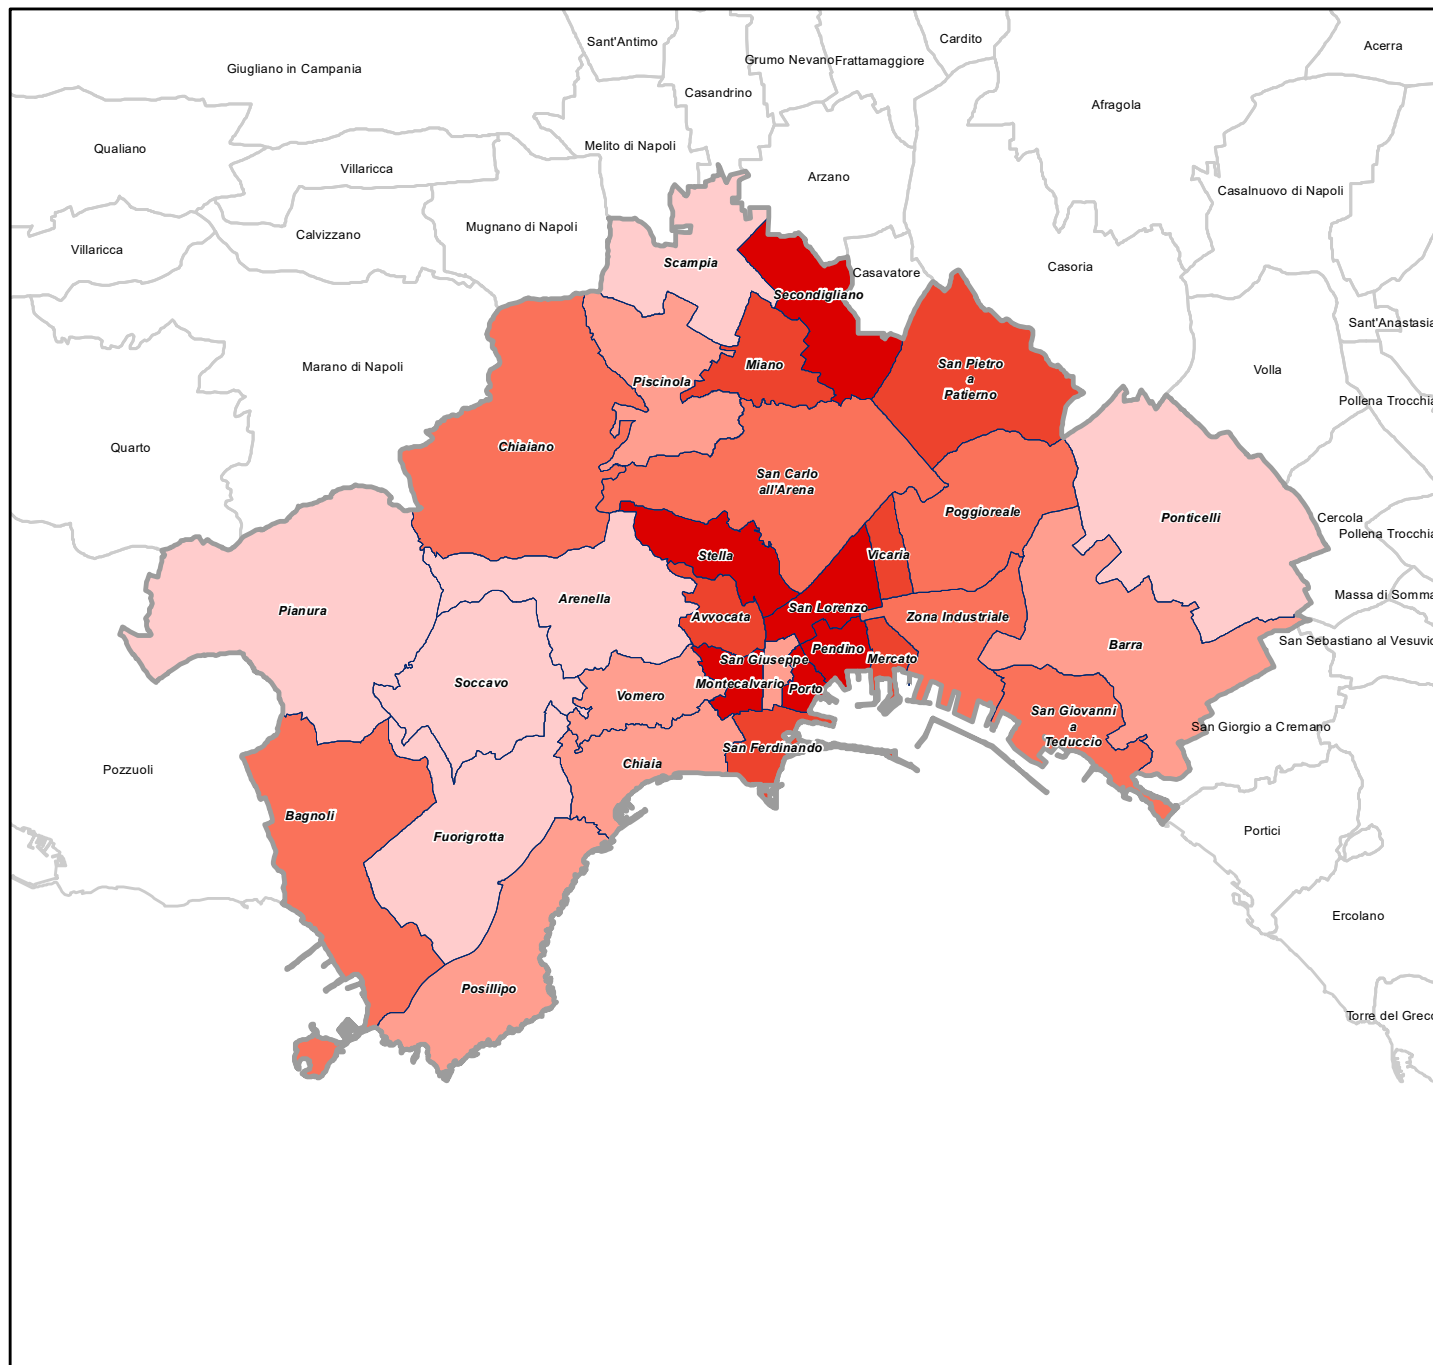 Sant'Antimo
Cardito
Acerra
Giugliano in Campania
Grumo Nevano
Frattamaggiore
Casandrino
Afragola
Qualiano
Melito di Napoli
Villaricca
Arzano
Casalnuovo di Napoli
Mugnano di Napoli
Calvizzano
Villaricca
Scampia
Casavatore
Casoria
Secondigliano
Sant'Anastasia
Marano di Napoli
Miano
San Pietro
a
Patierno
Volla
Piscinola
Pollena Trocchia
Quarto
Chiaiano
San Carlo
all'Arena
Poggioreale
Ponticelli
Cercola
Pollena Trocchia
Stella
Vicaria
Massa di Somma
Pianura
Arenella
San Lorenzo
Avvocata
Zona Industriale
Barra
San Sebastiano al Vesuvio
Pendino
San Giuseppe
Mercato
Soccavo
Montecalvario
Porto
Vomero
San Giovanni
a
Teduccio
San Giorgio a Cremano
San Ferdinando
Chiaia
Pozzuoli
Bagnoli
Fuorigrotta
Portici
Ercolano
Posillipo
Torre del Greco